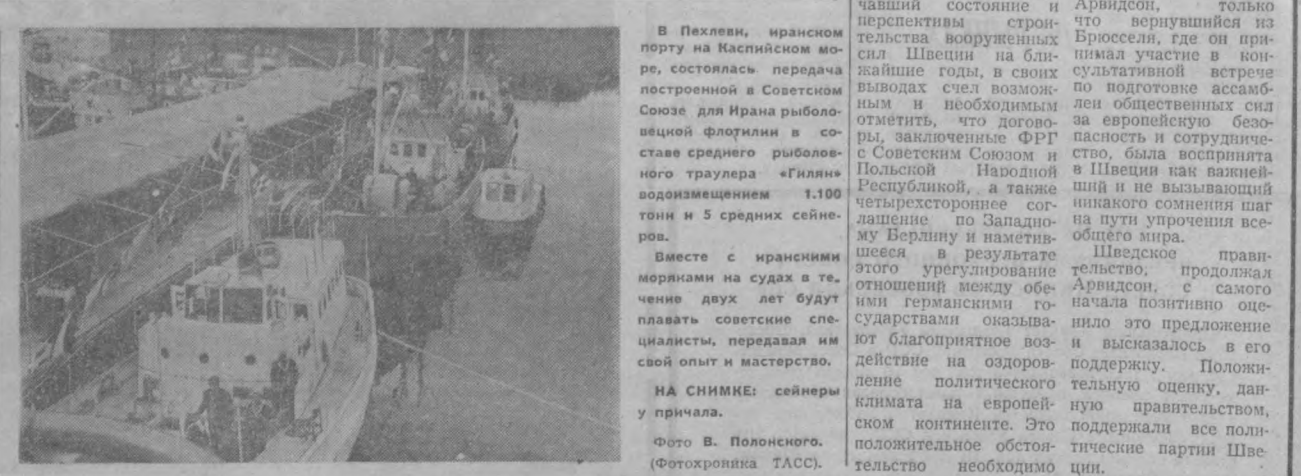 В Пехлеви, иранском
порту на Каспийском мо-
ре, состоялась передача
построенной в Советском
Союзе для Ирана рыболо-
вецкой флотилии в со-
ставе среднего рыболов-
ного траулера «Гилян»
водоизмещением 1.100
тонн и 5 средних сейне-
ров.
Вместе с иранскими
моряками на судах в те-
чение двух лет будут
плавать советские спе-
циалисты, передавая им
свой опыт и мастерство.
НА СНИМКЕ: сейнеры
у причала.
Фото В. Полонского.
(Фотохроника ТАСС).
чавший состояние и
перспективы строи-
тельства вооруженных
сил Швеции на бли-
жайшие годы, в своих
выводах счел возмож-
ным и необходимым
отметить, что догово-
ры, заключенные ФРГ
с Советским Союзом и
Польской Народной
Республикой, а также
четырехстороннее сог-
лашение по Западно-
му Берлину и наметив-
шееся в результате
этого урегулирование
отношений между обе-
ими германскими го-
сударствами оказыва-
ют благоприятное воз-
действие на оздоров-
ление политического
климата на европей-
ском континенте. Это
положительное обстоя-
тельство необходимо
Арвидсон, только
что вернувшийся из
Брюсселя, где он при-
нимал участие в кон-
сультативной встрече
по подготовке ассамб-
леи общественных сил
за европейскую безо-
пасность и сотрудниче-
ство, была воспринята
в Швеции как важней-
ший и не вызывающий
никакого сомнения шаг
на пути упрочения все-
общего мира.
Шведское прави-
тельство, продолжал
Арвидсон, с самого
начала позитивно оце-
нило это предложение
и высказалось в его
поддержку. Положи-
тельную оценку, дан-
ную правительством,
поддержали все поли-
тические партии Шве
ции.